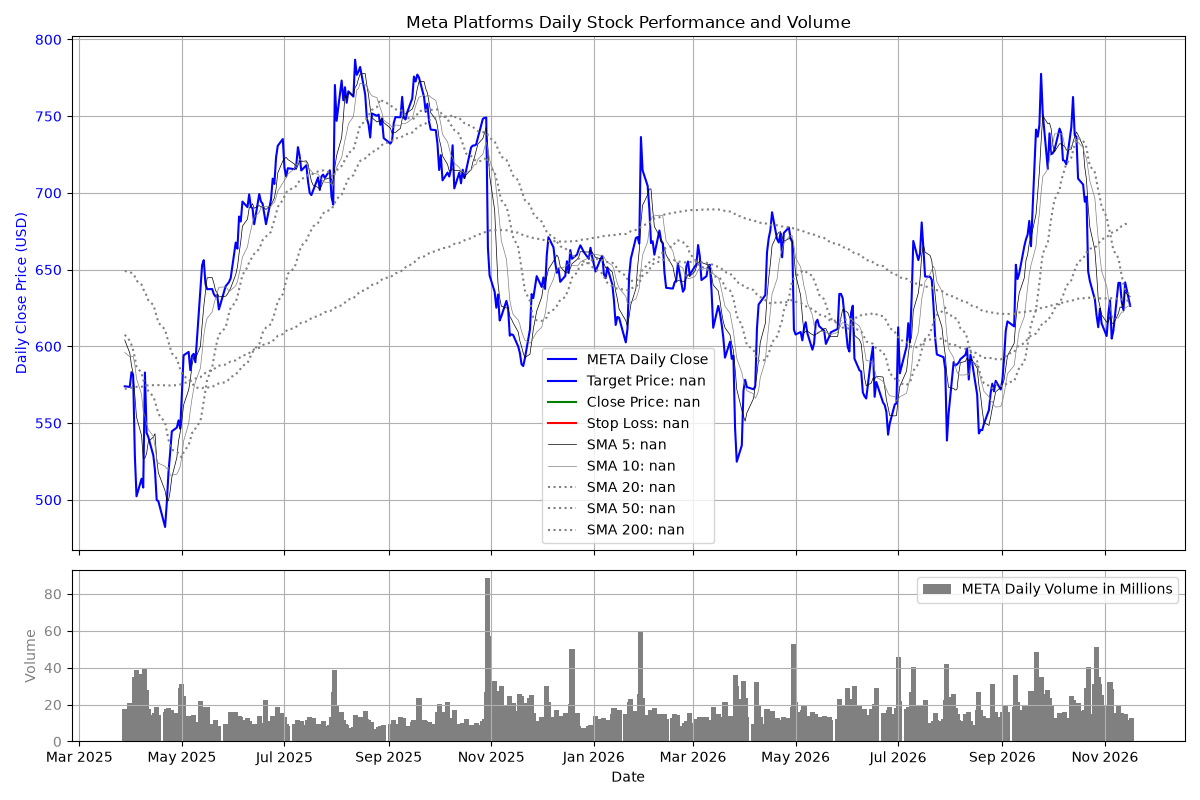 Meta Platforms Daily Stock Performance and Volume
800
750
700
650
600
550
500
Daily Close Price (USD)
META Daily Close
Target Price: nan
Close Price: nan
Stop Loss: nan
SMA 5: nan
SMA 10: nan
SMA 20: nan
SMA 50: nan
SMA 200: nan
META Daily Volume in Millions
80
60
40
20
0
Volume
Mar 2025 May 2025 Jul 2025 Sep 2025 Nov 2025 Jan 2026 Mar 2026 May 2026 Jul 2026 Sep 2026 Nov 2026
Date